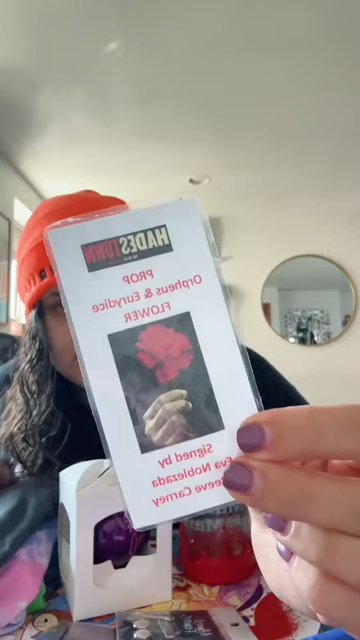 HADESTOWN
PROP
Orpheus & Eurydice
FLOWER
Signed by
Eva Noblezada
Reeve Carney